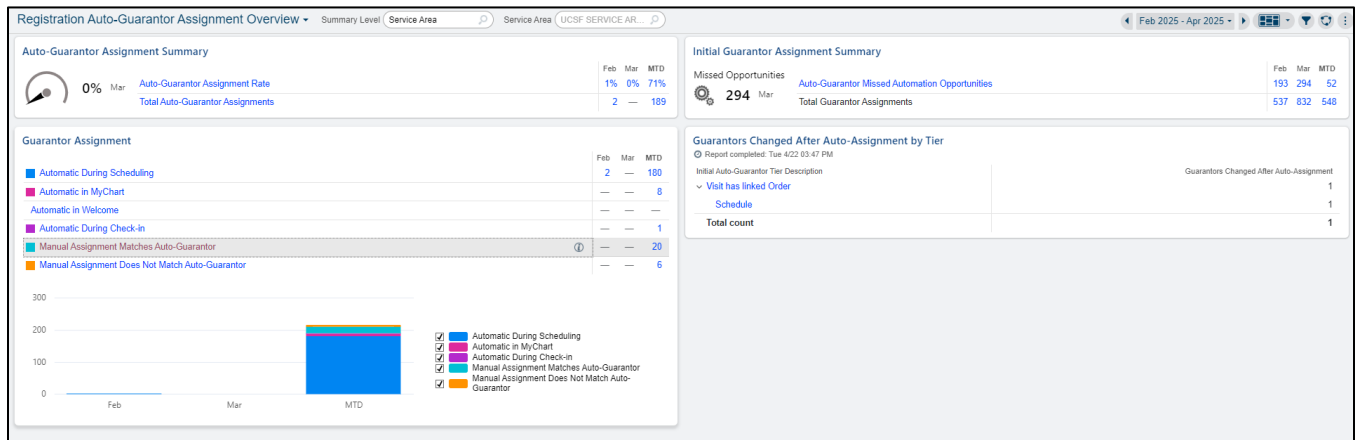 Registration Auto-Guarantor Assignment Overview Summary Level Service Area Service Area UCSF SERVICE AR... Feb 2025 - Apr 2025
Auto-Guarantor Assignment Summary
Feb Mar MTD
0% Mar Auto-Guarantor Assignment Rate 1% 0% 71%
Total Auto-Guarantor Assignments 2 — 189
Initial Guarantor Assignment Summary
Feb Mar MTD
Missed Opportunities
294 Mar Auto-Guarantor Missed Automation Opportunities 193 294 52
Total Guarantor Assignments 537 832 548
Guarantor Assignment
Feb Mar MTD
Automatic During Scheduling 2 — 180
Automatic in MyChart — — 8
Automatic in Welcome — — —
Automatic During Check-in — — 1
Manual Assignment Matches Auto-Guarantor — — 20
Manual Assignment Does Not Match Auto-Guarantor — — 6
300
200
100
0
Feb Mar MTD
Automatic During Scheduling
Automatic in MyChart
Automatic During Check-in
Manual Assignment Matches Auto-Guarantor
Manual Assignment Does Not Match Auto-
Guarantor
Guarantors Changed After Auto-Assignment by Tier
Report completed: Tue 4/22 03:47 PM
Initial Auto-Guarantor Tier Description Guarantors Changed After Auto-Assignment
Visit has linked Order 1
Schedule 1
Total count 1